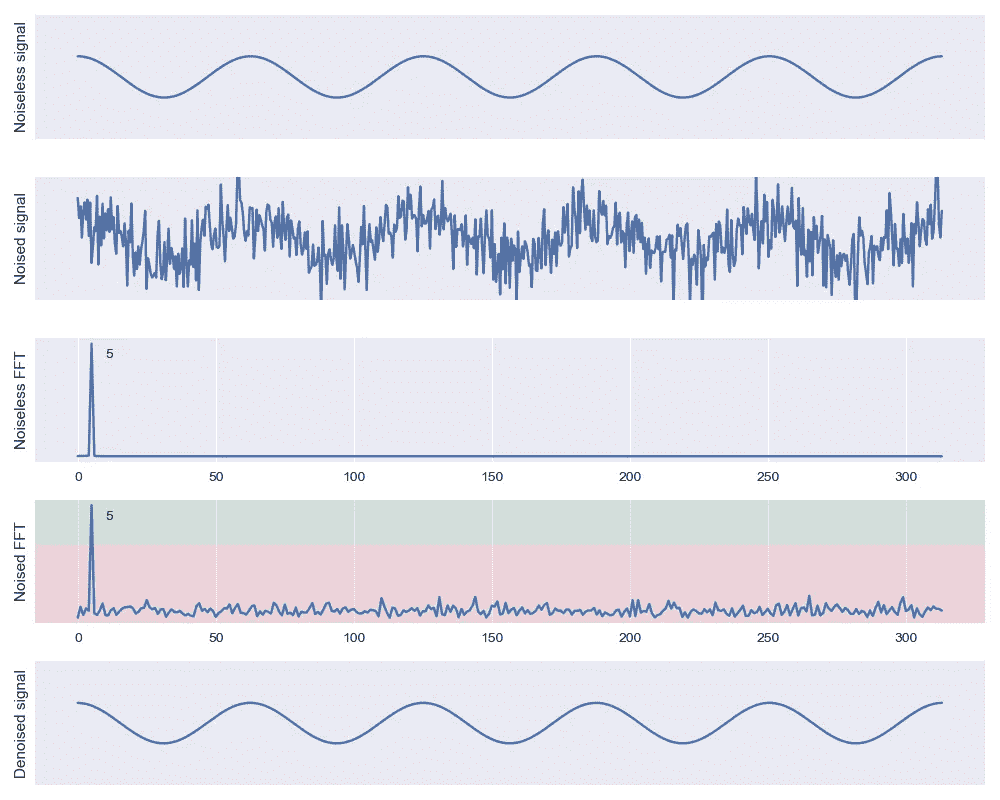 Noiseless signal
Noised signal
Noiseless FFT
5
0 50 100 150 200 250 300
Noised FFT
5
0 50 100 150 200 250 300
Denoised signal